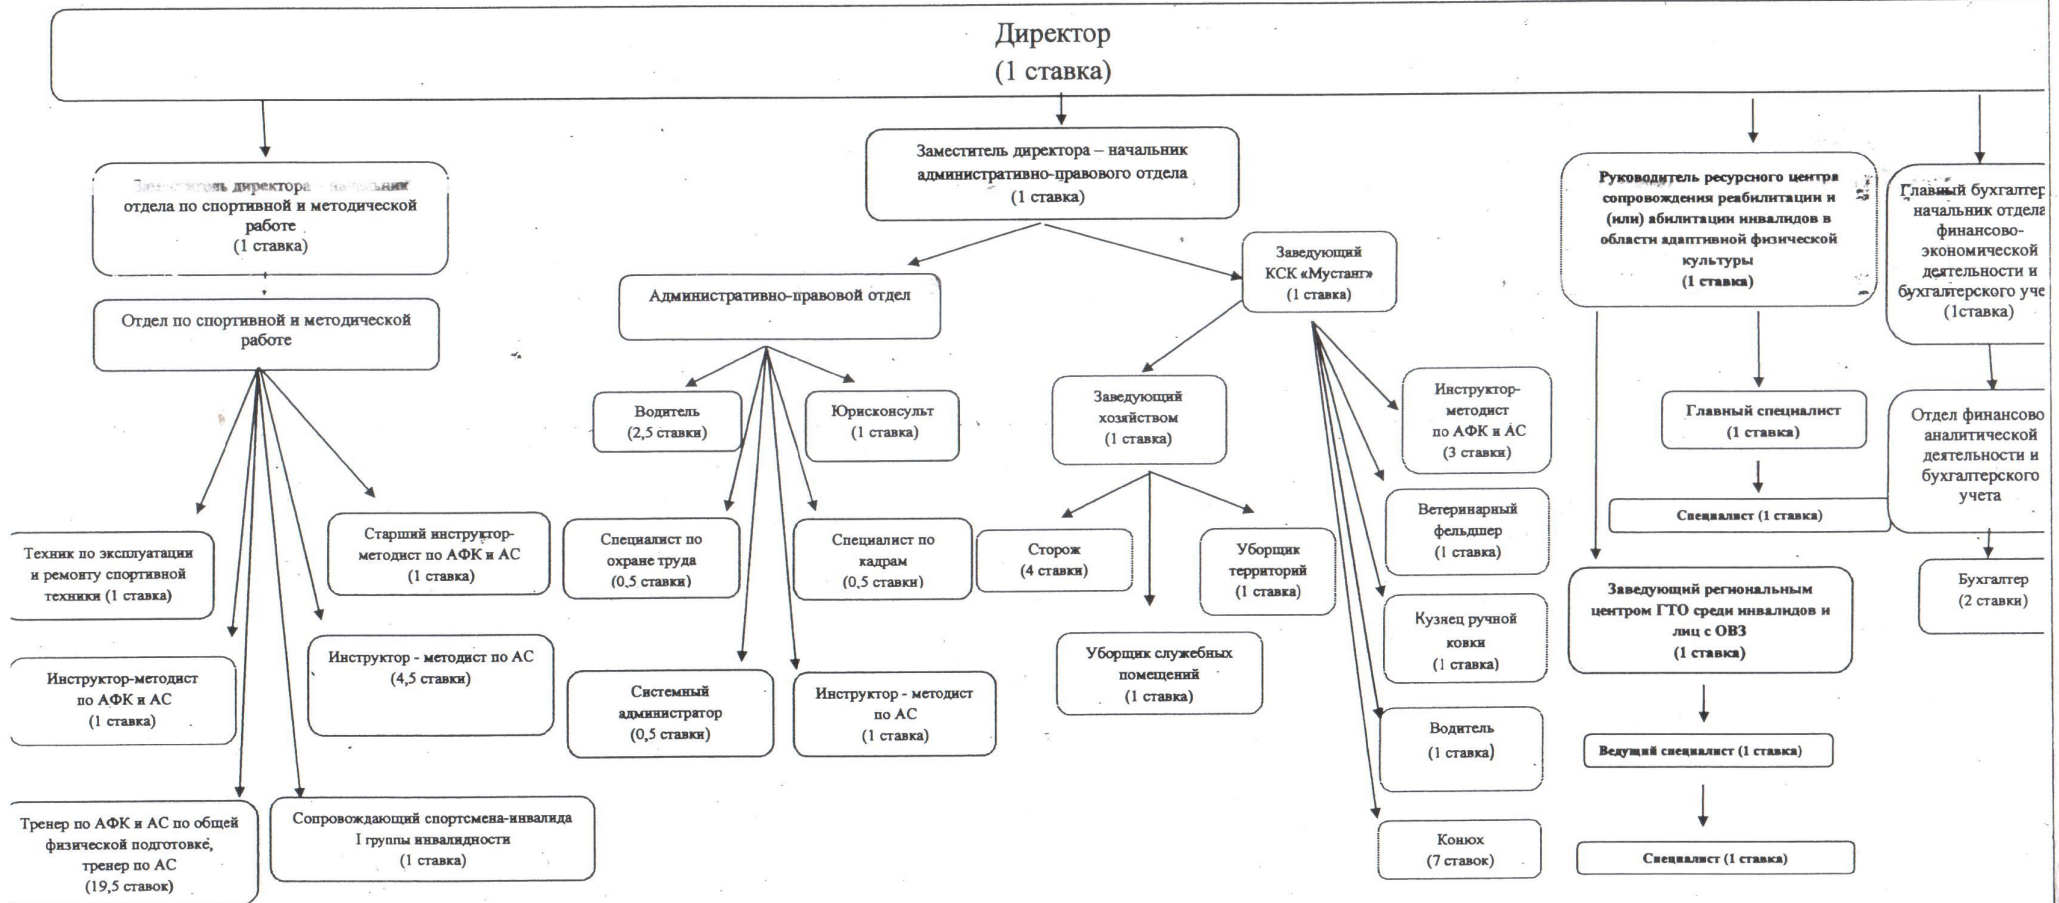 Директор
(1 ставка)
Заместитель директора – начальник
отдела по спортивной и методической
работе
(1 ставка)
Отдел по спортивной и методической
работе
Техник по эксплуатации
и ремонту спортивной
техники (1 ставка)
Старший инструктор-
методист по АФК и АС
(1 ставка)
Инструктор-методист
по АФК и АС
(1 ставка)
Инструктор - методист по АС
(4,5 ставки)
Тренер по АФК и АС по общей
физической подготовке,
тренер по АС
(19,5 ставок)
Сопровождающий спортсмена-инвалида
I группы инвалидности
(1 ставка)
Заместитель директора – начальник
административно-правового отдела
(1 ставка)
Административно-правовой отдел
Водитель
(2,5 ставки)
Юрисконсульт
(1 ставка)
Специалист по
охране труда
(0,5 ставки)
Специалист по
кадрам
(0,5 ставки)
Системный
администратор
(0,5 ставки)
Инструктор - методист
по АС
(1 ставка)
Заведующий
КСК «Мустанг»
(1 ставка)
Заведующий
хозяйством
(1 ставка)
Сторож
(4 ставки)
Уборщик
территорий
(1 ставка)
Уборщик служебных
помещений
(1 ставка)
Инструктор-
методист
по АФК и АС
(3 ставки)
Ветеринарный
фельдшер
(1 ставка)
Кузнец ручной
ковки
(1 ставка)
Водитель
(1 ставка)
Конюх
(7 ставок)
Руководитель ресурсного центра
сопровождения реабилитации и
(или) абилитации инвалидов в
области адаптивной физической
культуры
(1 ставка)
Главный специалист
(1 ставка)
Специалист (1 ставка)
Заведующий региональным
центром ГТО среди инвалидов и
лиц с ОВЗ
(1 ставка)
Ведущий специалист (1 ставка)
Специалист (1 ставка)
Главный бухгалтер
начальник отдела
финансово-
экономической
деятельности и
бухгалтерского уче
(1ставка)
Отдел финансово
аналитической
деятельности и
бухгалтерского
учета
Бухгалтер
(2 ставки)